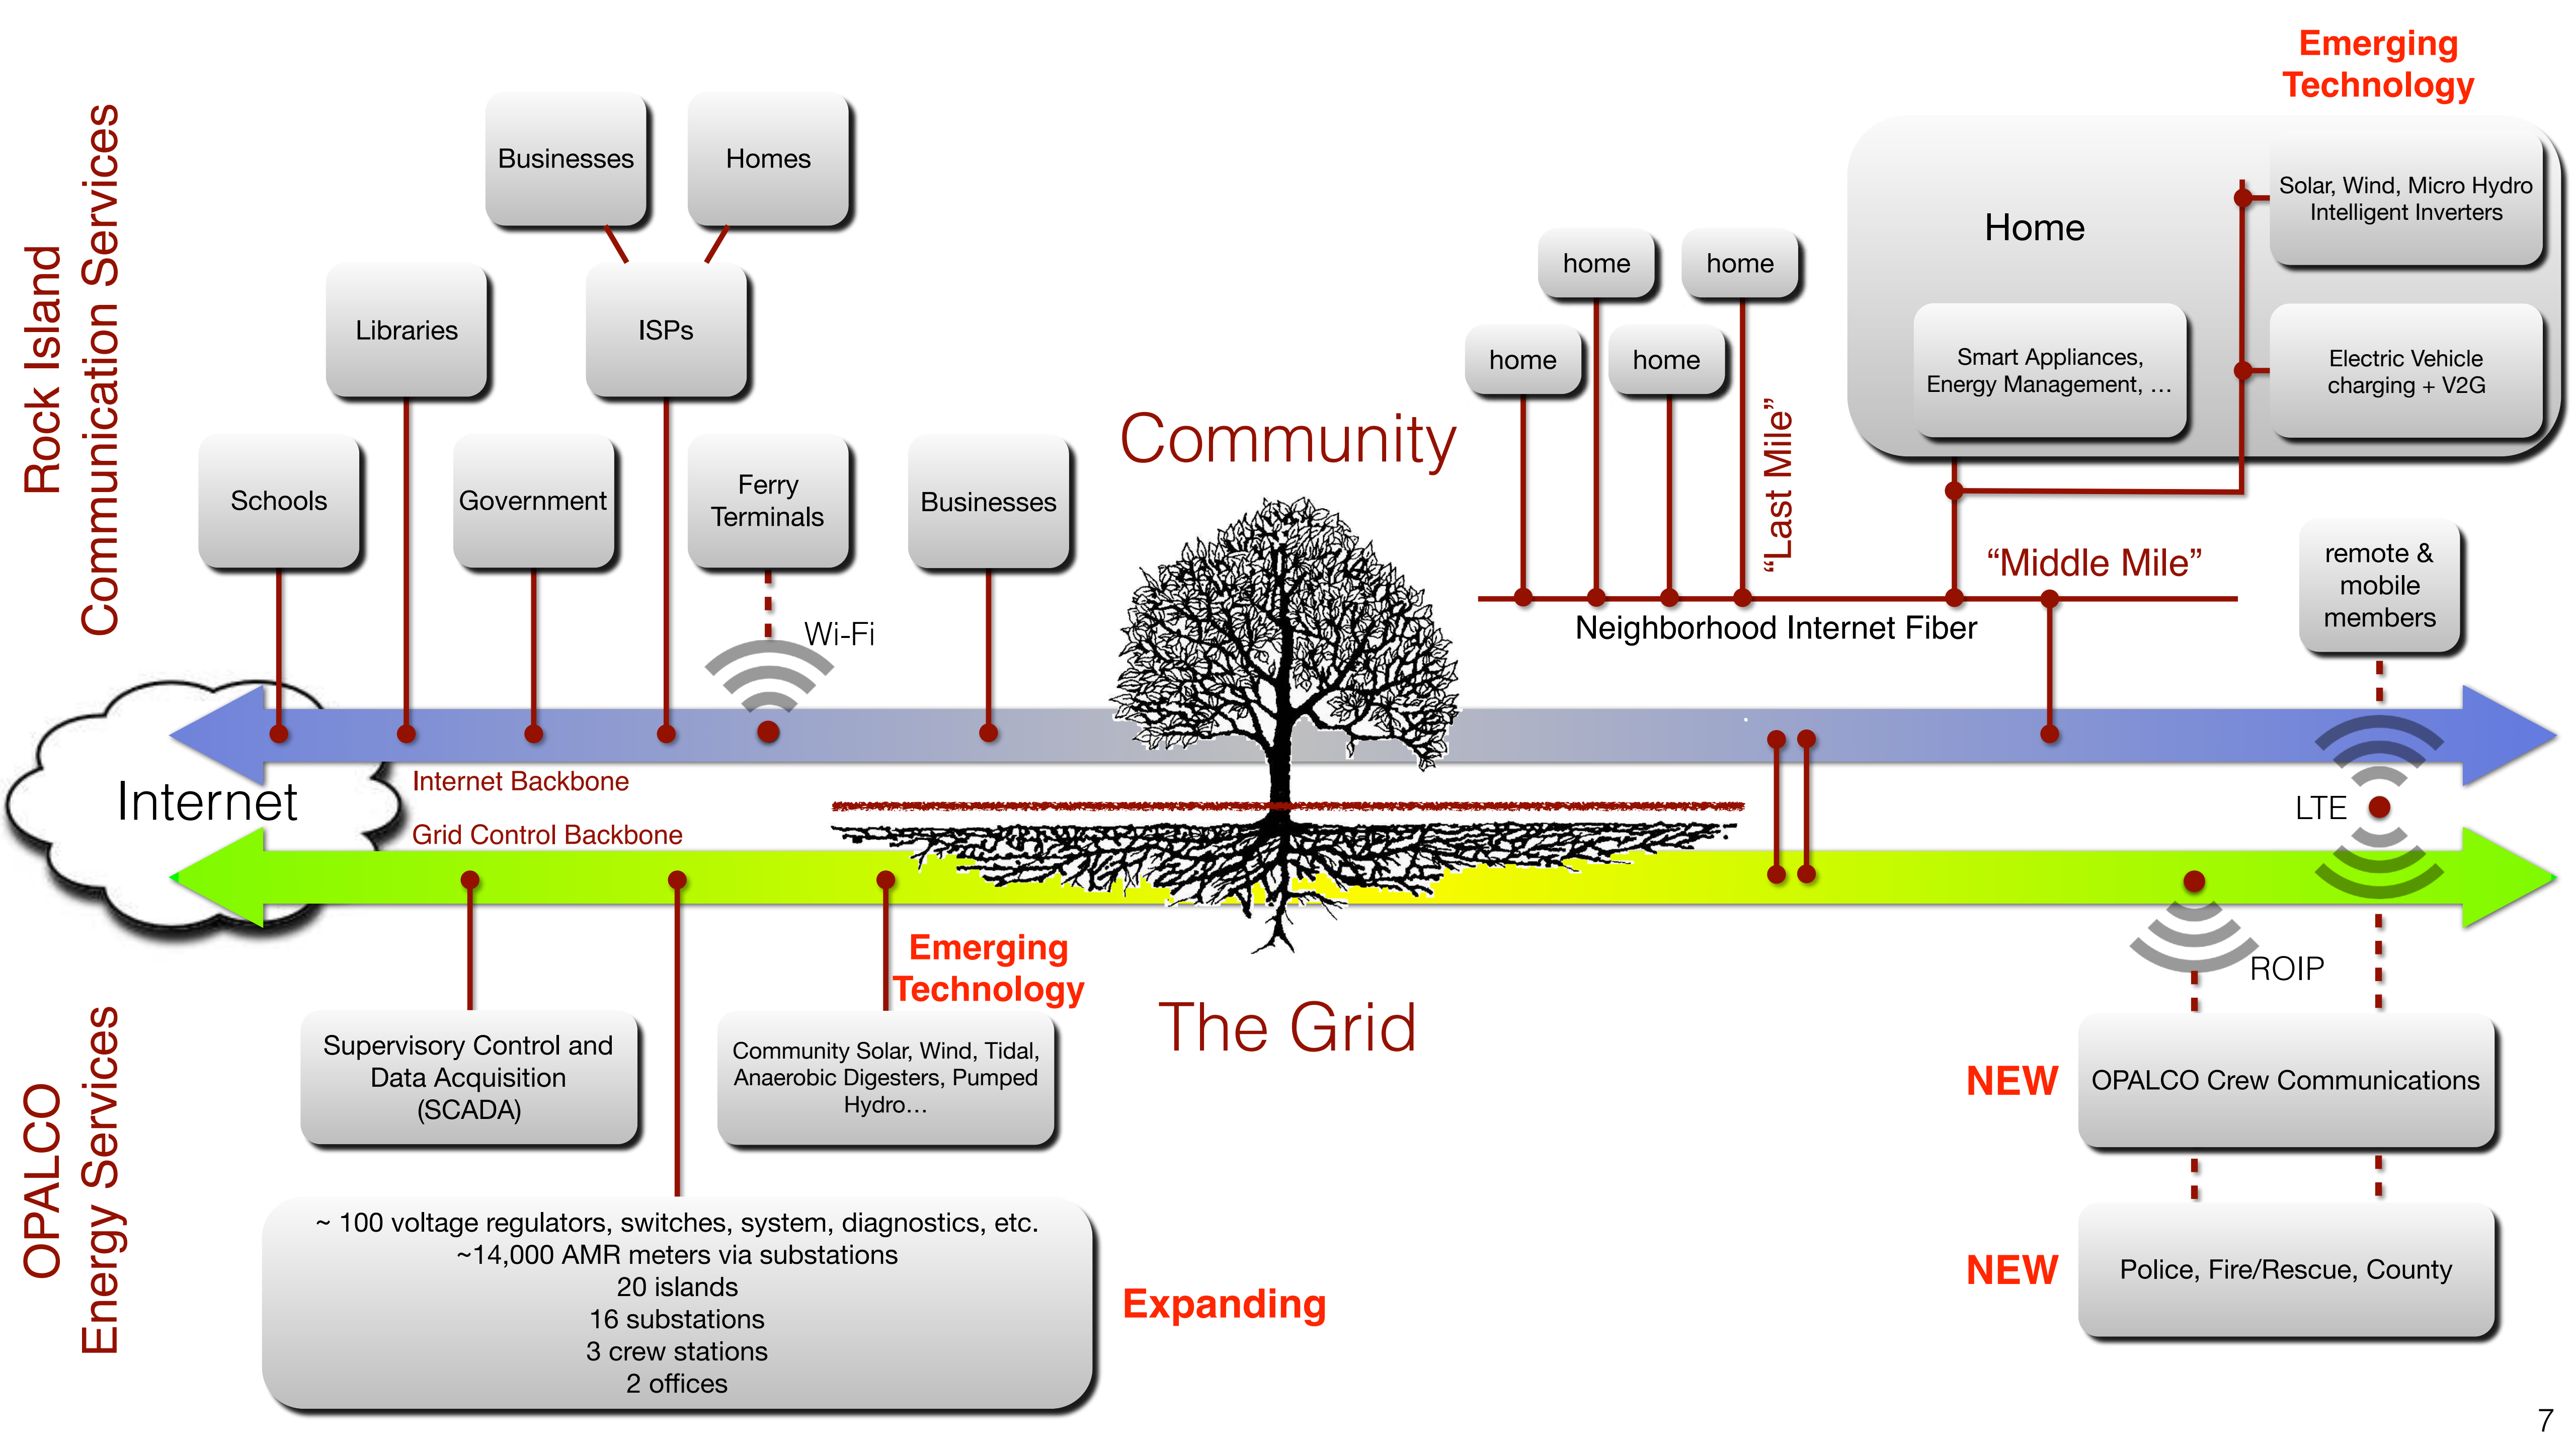 Rock Island
Communication Services
Businesses
Homes
Libraries
ISPs
Schools
Government
Ferry
Terminals
Businesses
Wi-Fi
Community
home
home
home
home
“Last Mile”
Emerging
Technology
Home
Solar, Wind, Micro Hydro
Intelligent Inverters
Smart Appliances,
Energy Management, …
Electric Vehicle
charging + V2G
“Middle Mile”
Neighborhood Internet Fiber
remote &
mobile
members
Internet
Internet Backbone
Grid Control Backbone
LTE
ROIP
OPALCO
Energy Services
Emerging
Technology
The Grid
Supervisory Control and
Data Acquisition
(SCADA)
Community Solar, Wind, Tidal,
Anaerobic Digesters, Pumped
Hydro…
~ 100 voltage regulators, switches, system, diagnostics, etc.
~14,000 AMR meters via substations
20 islands
16 substations
3 crew stations
2 offices
Expanding
NEW
OPALCO Crew Communications
NEW
Police, Fire/Rescue, County
7